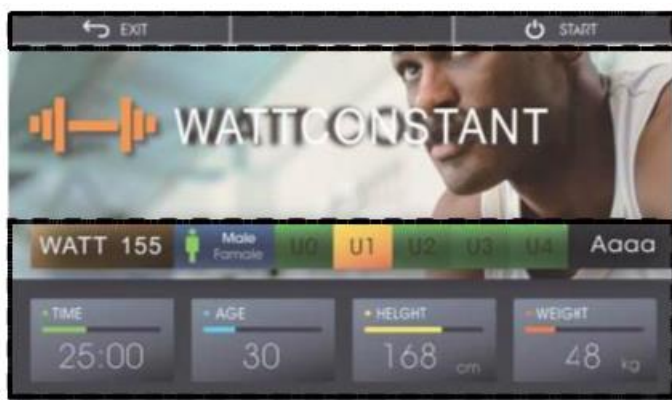 EXIT START
WATTCONSTANT
WATT 155 Male Famale U0 U1 U2 U3 U4 Aaaa
TIME AGE HELGHT WEIGHT
25:00 30 168 cm 48 kg